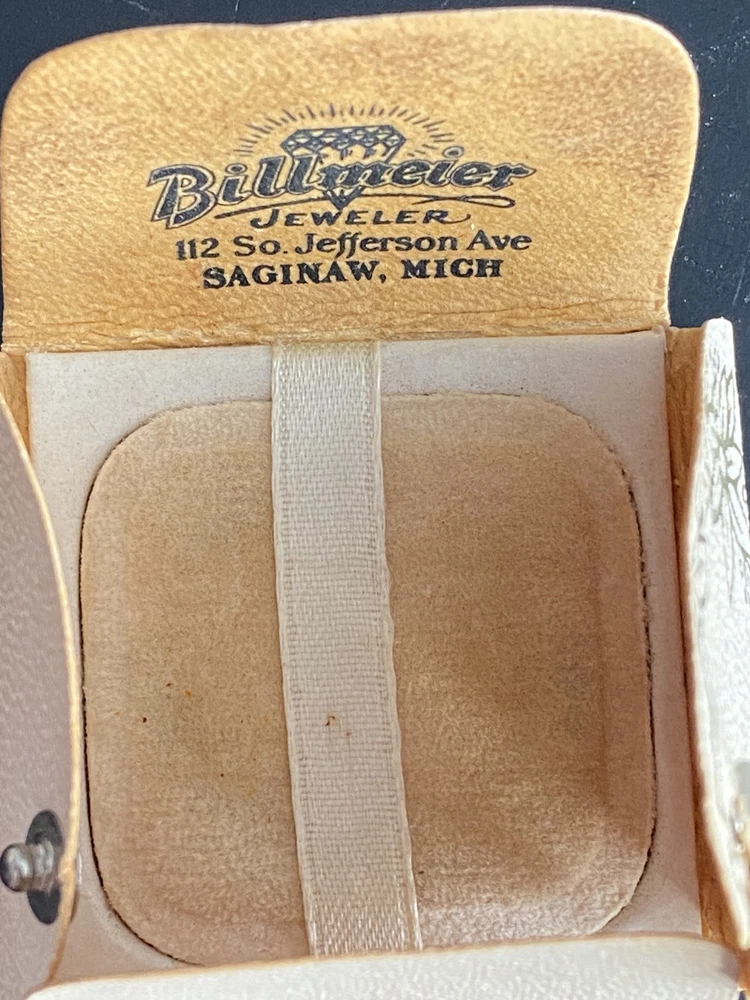 Billmeier
JEWELER
112 So. Jefferson Ave
SAGINAW, MICH